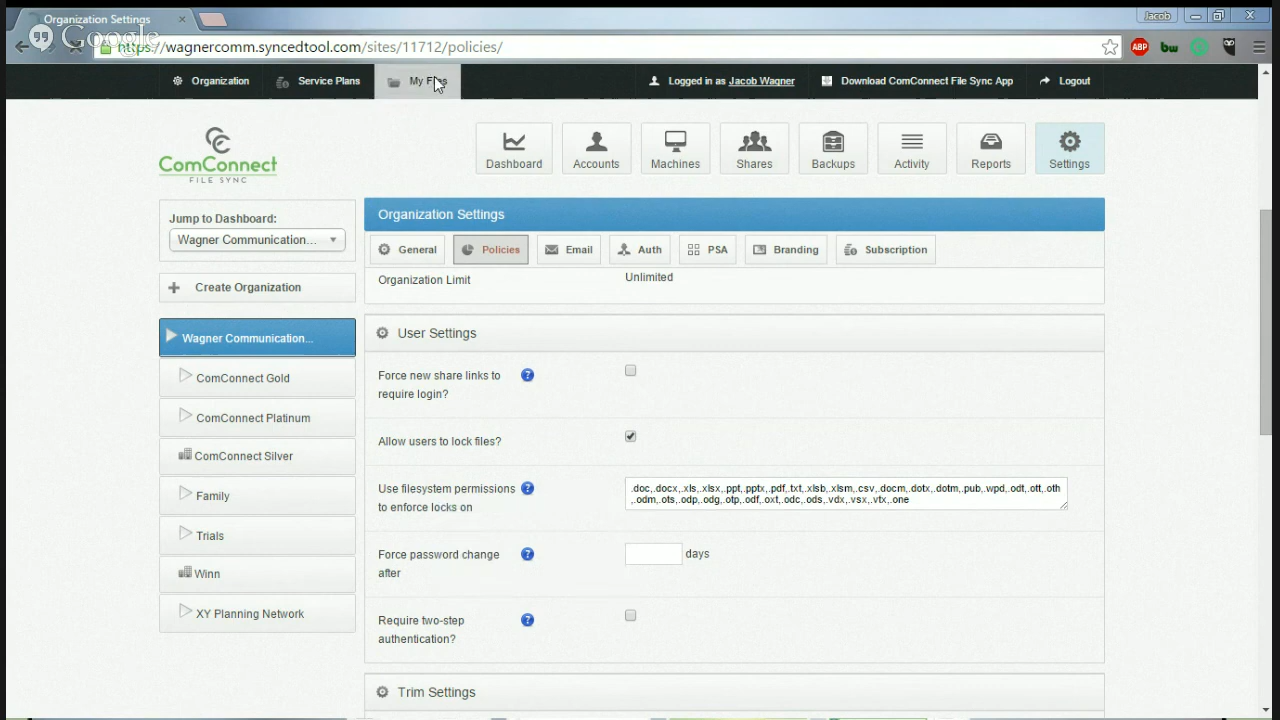 Organization Settings
Jacob
Google
https://wagnercomm.syncedtool.com/sites/11712/policies/
ABP
bw
Organization
Service Plans
My Files
Logged in as Jacob Wagner
Download ComConnect File Sync App
Logout
ComConnect
FILE SYNC
Dashboard
Accounts
Machines
Shares
Backups
Activity
Reports
Settings
Jump to Dashboard:
Wagner Communication...
Create Organization
Wagner Communication...
ComConnect Gold
ComConnect Platinum
ComConnect Silver
Family
Trials
Winn
XY Planning Network
Organization Settings
General
Policies
Email
Auth
PSA
Branding
Subscription
Organization Limit
Unlimited
User Settings
Force new share links to
require login?
Allow users to lock files?
Use filesystem permissions
to enforce locks on
.doc,.docx,.xls,.xlsx,.ppt,.pptx,.pdf,.txt,.xlsb,.xlsm,.csv,.docm,.dotx,.dotm,.pub,.wpd,.odt,.ott,.oth
,.odm,.ots,.odp,.odg,.otp,.odf,.oxt,.odc,.ods,.vdx,.vsx,.vtx,.one
Force password change
after
days
Require two-step
authentication?
Trim Settings